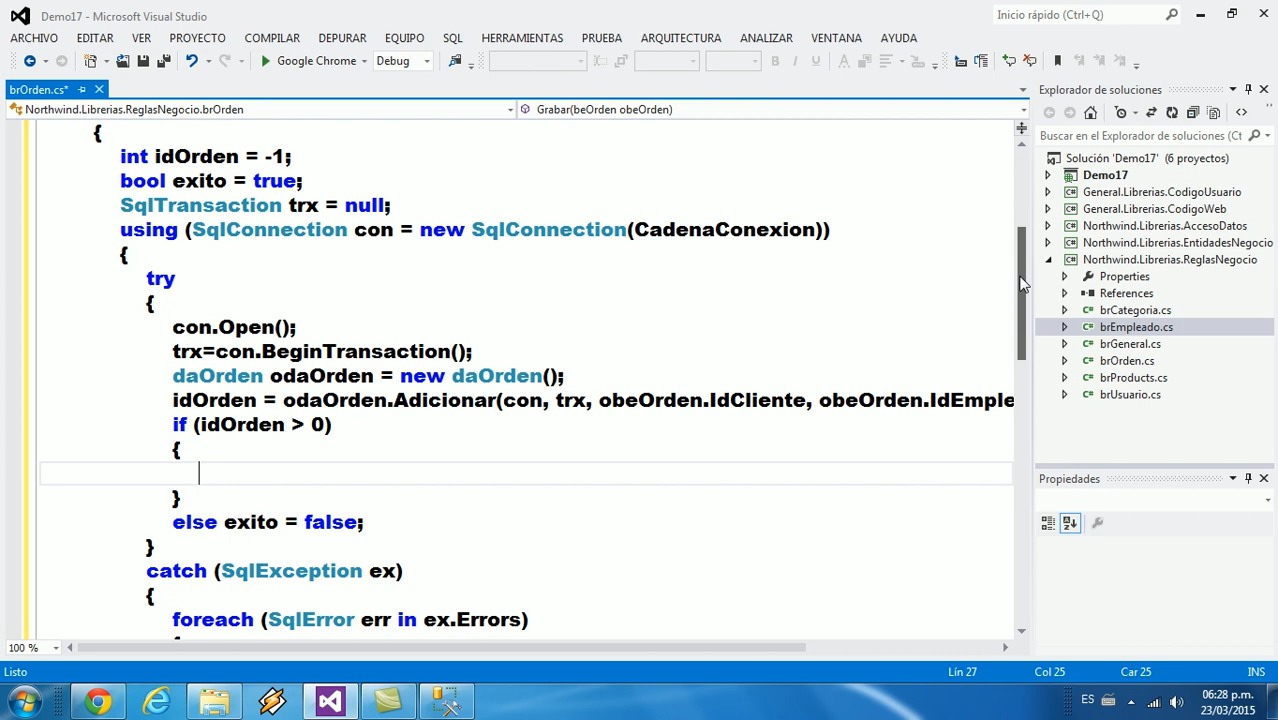 Demo17 - Microsoft Visual Studio
Inicio rápido (Ctrl+Q)
ARCHIVO EDITAR VER PROYECTO COMPILAR DEPURAR EQUIPO SQL HERRAMIENTAS PRUEBA ARQUITECTURA ANALIZAR VENTANA AYUDA
Google Chrome Debug
brOrden.cs*
Northwind.Librerias.ReglasNegocio.brOrden
Grabar(beOrden obeOrden)
{
int idOrden = -1;
bool exito = true;
SqlTransaction trx = null;
using (SqlConnection con = new SqlConnection(CadenaConexion))
{
try
{
con.Open();
trx=con.BeginTransaction();
daOrden odaOrden = new daOrden();
idOrden = odaOrden.Adicionar(con, trx, obeOrden.IdCliente, obeOrden.IdEmple
if (idOrden > 0)
{
}
else exito = false;
}
catch (SqlException ex)
{
foreach (SqlError err in ex.Errors)
100 %
Explorador de soluciones
Buscar en el Explorador de soluciones (Ct
Solución 'Demo17' (6 proyectos)
Demo17
General.Librerias.CodigoUsuario
General.Librerias.CodigoWeb
Northwind.Librerias.AccesoDatos
Northwind.Librerias.EntidadesNegocio
Northwind.Librerias.ReglasNegocio
Properties
References
brCategoria.cs
brEmpleado.cs
brGeneral.cs
brOrden.cs
brProducts.cs
brUsuario.cs
Propiedades
Listo
Lín 27 Col 25 Car 25 INS
ES
06:28 p.m.
23/03/2015